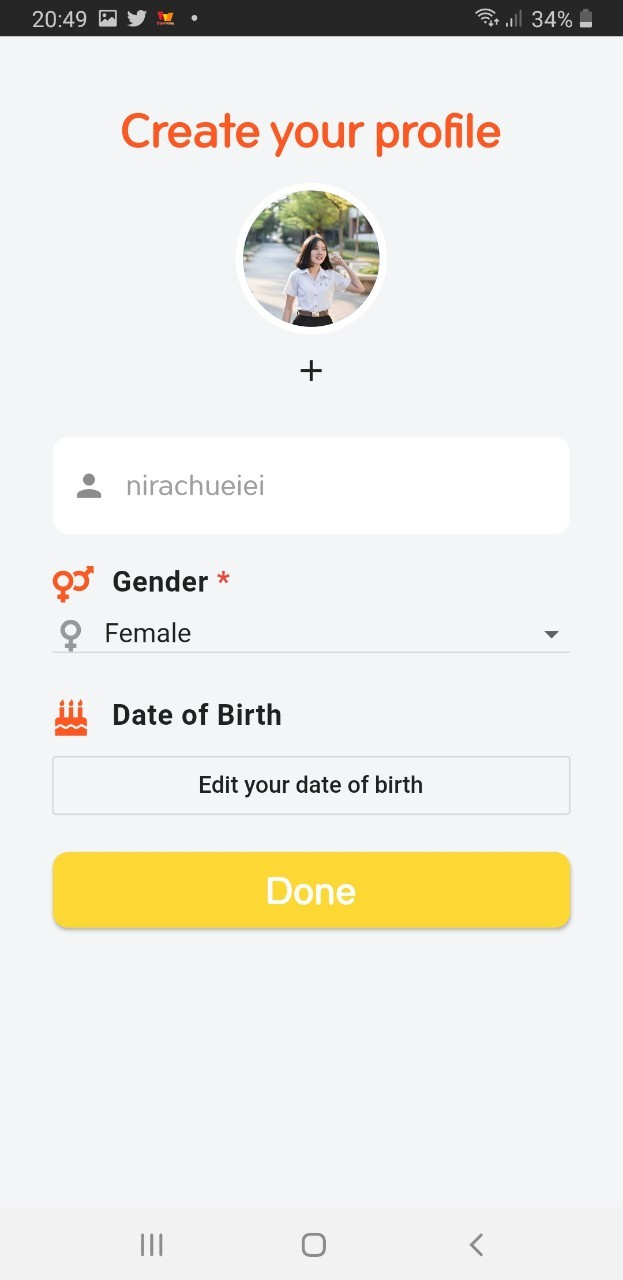 20:49
34%
Create your profile
+
nirachueiei
Gender *
Female
Date of Birth
Edit your date of birth
Done